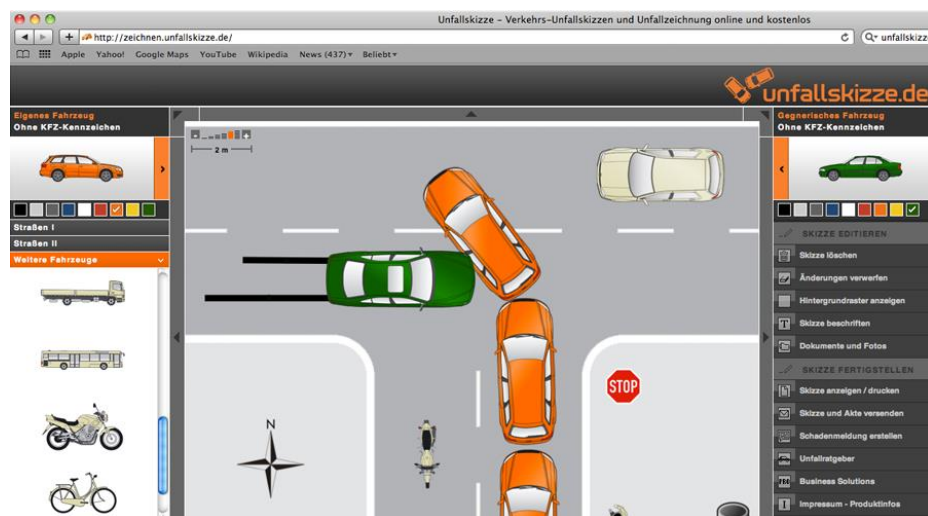 Unfallskizze – Verkehrs-Unfallskizzen und Unfallzeichnung online und kostenlos
http://zeichnen.unfallskizze.de/
unfallskizz
Apple Yahoo! Google Maps YouTube Wikipedia News (437) Beliebt
unfallskizze.de
Eigenes Fahrzeug
Ohne KFZ-Kennzeichen
Straßen I
Straßen II
Weitere Fahrzeuge
2 m
N
STOP
Gegnerisches Fahrzeug
Ohne KFZ-Kennzeichen
SKIZZE EDITIEREN
Skizze löschen
Änderungen verwerfen
Hintergrundraster anzeigen
Skizze beschriften
Dokumente und Fotos
SKIZZE FERTIGSTELLEN
Skizze anzeigen / drucken
Skizze und Akte versenden
Schadenmeldung erstellen
Unfallratgeber
Business Solutions
Impressum - Produktinfos